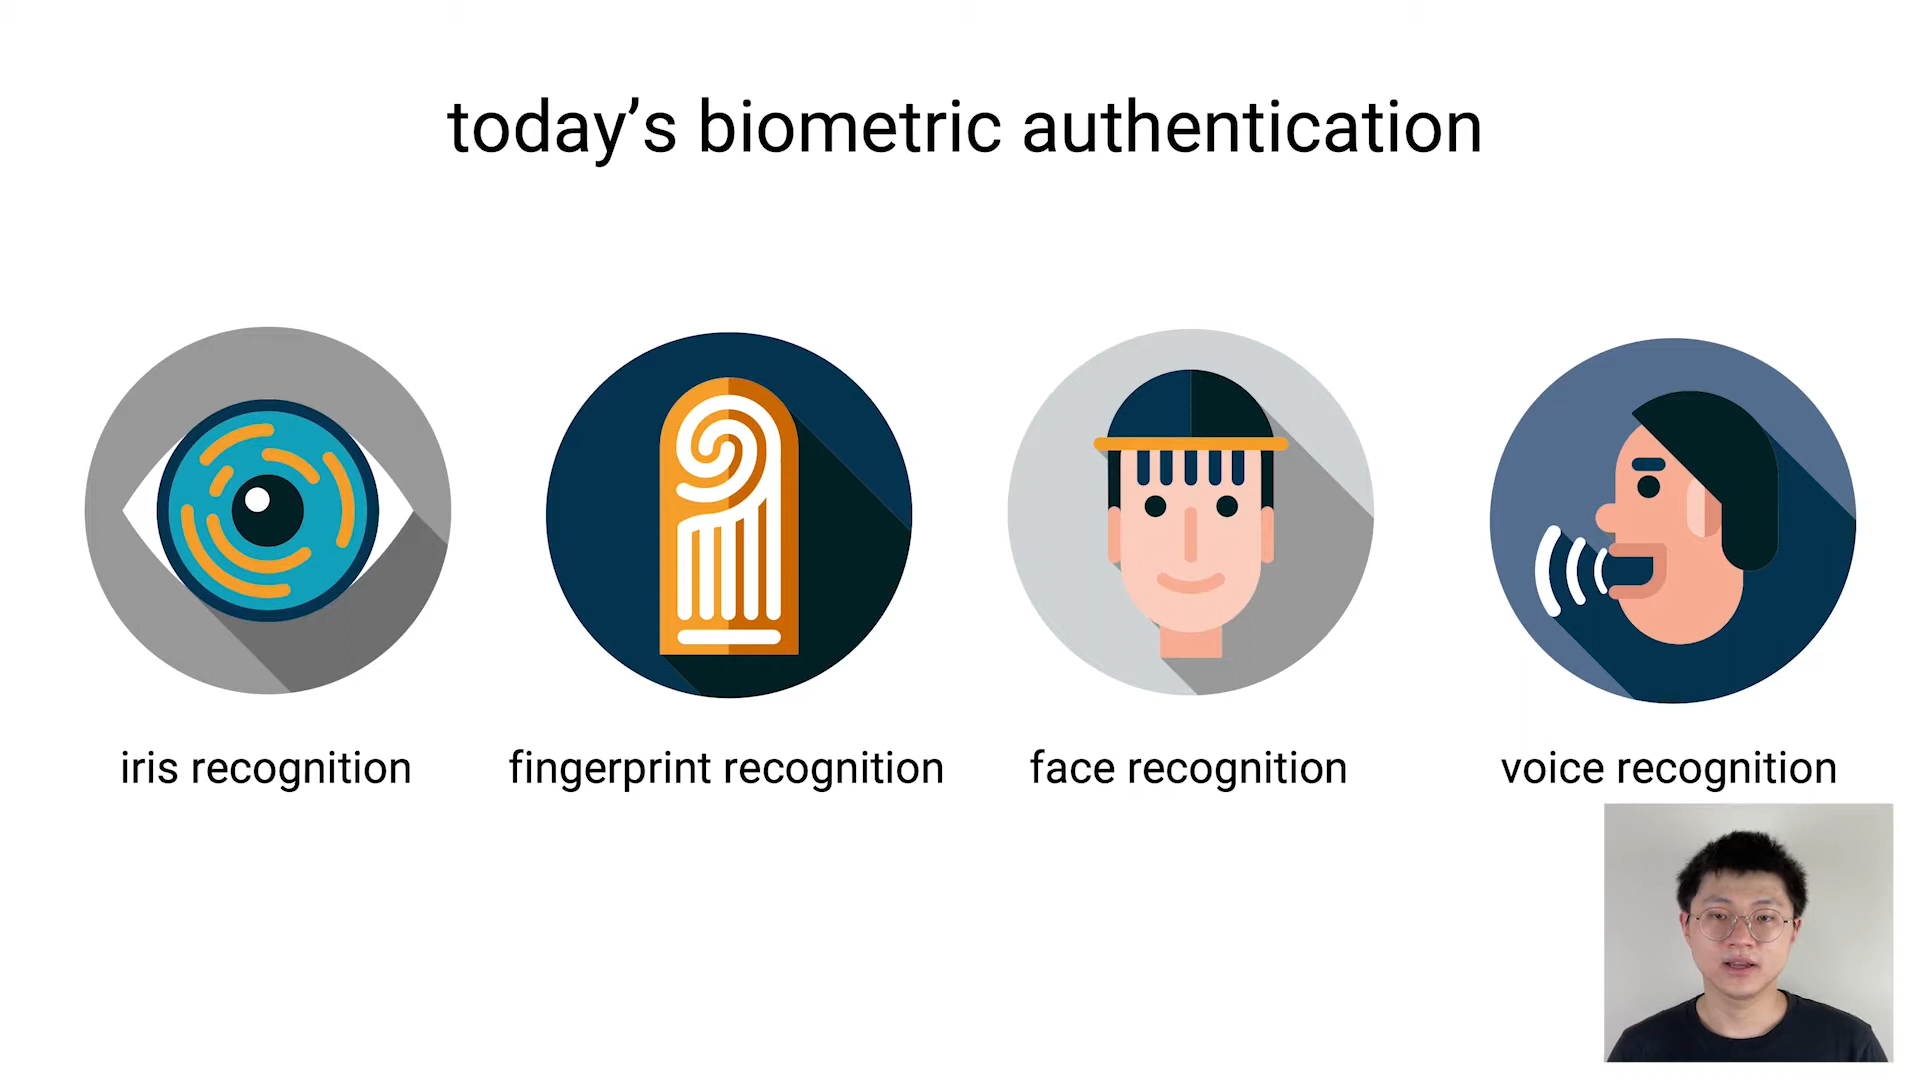 today’s biometric authentication
iris recognition
fingerprint recognition
face recognition
voice recognition